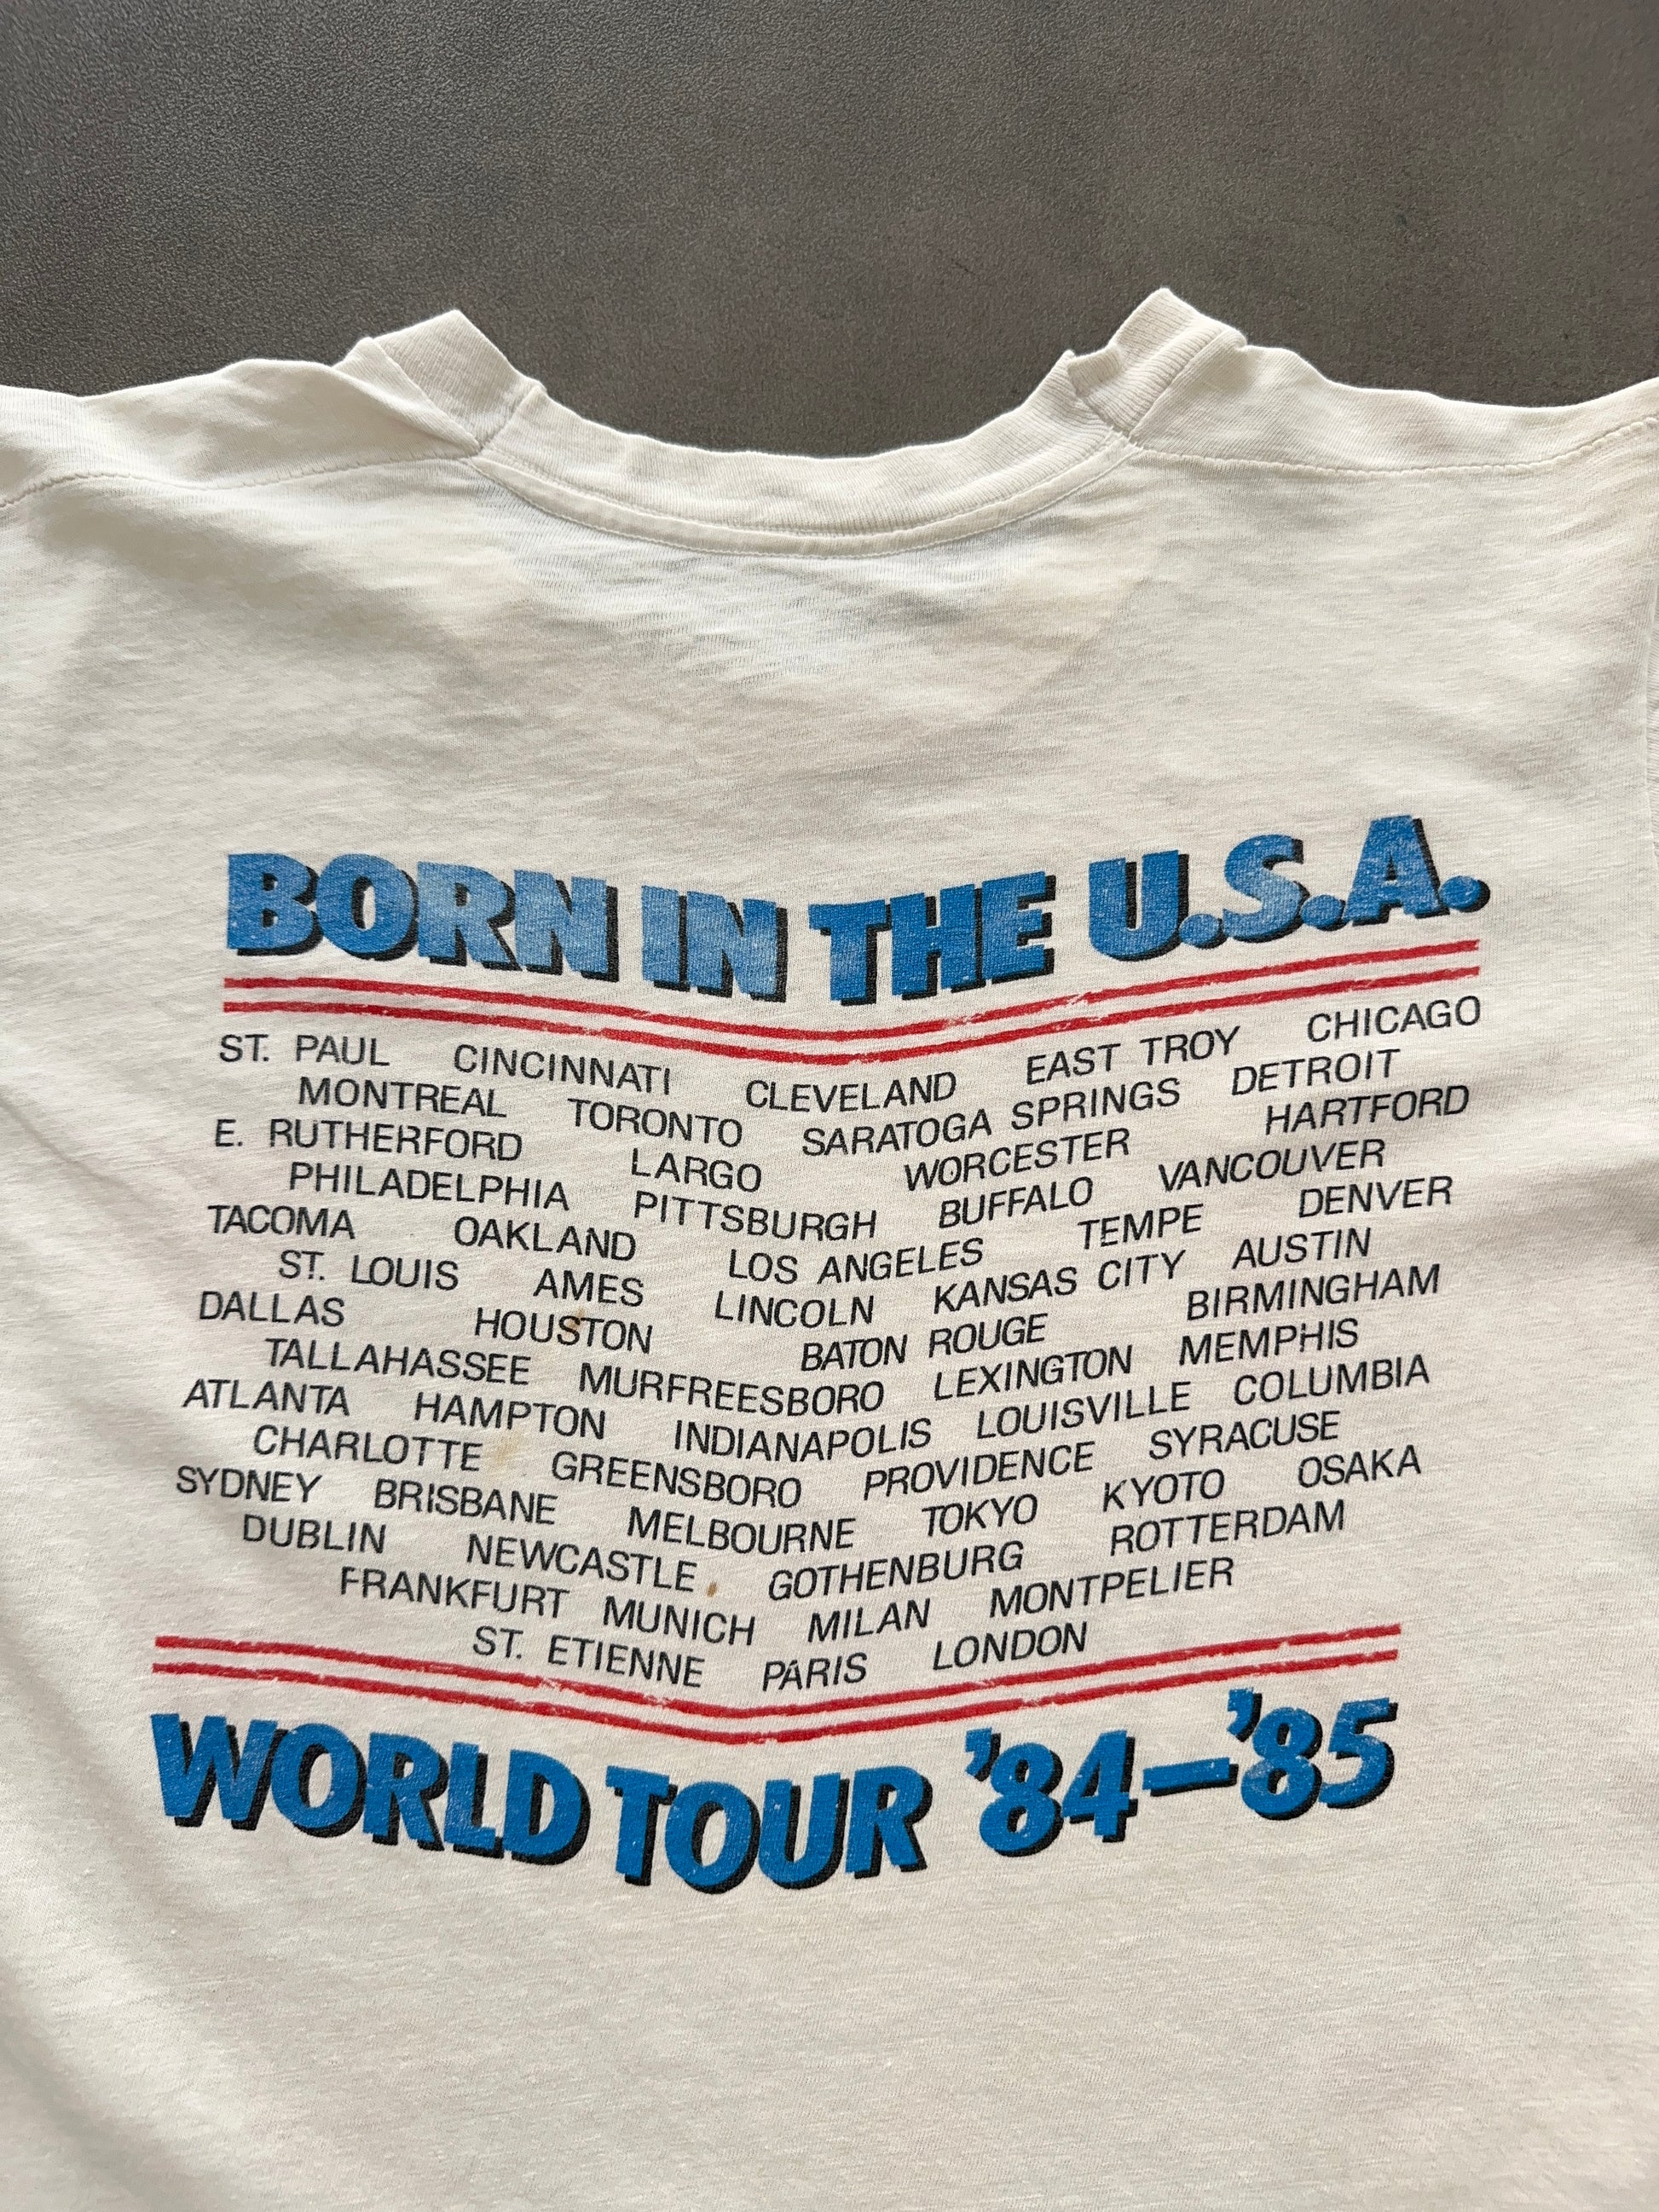 BORN IN THE U.S.A.
ST. PAUL CINCINNATI CLEVELAND EAST TROY CHICAGO
MONTREAL TORONTO SARATOGA SPRINGS DETROIT
E. RUTHERFORD LARGO WORCESTER HARTFORD
PHILADELPHIA PITTSBURGH BUFFALO VANCOUVER
TACOMA OAKLAND LOS ANGELES TEMPE DENVER
ST. LOUIS AMES LINCOLN KANSAS CITY AUSTIN
DALLAS HOUSTON BATON ROUGE BIRMINGHAM
TALLAHASSEE MURFREESBORO LEXINGTON MEMPHIS
ATLANTA HAMPTON INDIANAPOLIS LOUISVILLE COLUMBIA
CHARLOTTE GREENSBORO PROVIDENCE SYRACUSE
SYDNEY BRISBANE MELBOURNE TOKYO KYOTO OSAKA
DUBLIN NEWCASTLE GOTHENBURG ROTTERDAM
FRANKFURT MUNICH MILAN MONTPELIER
ST. ETIENNE PARIS LONDON
WORLD TOUR '84–'85